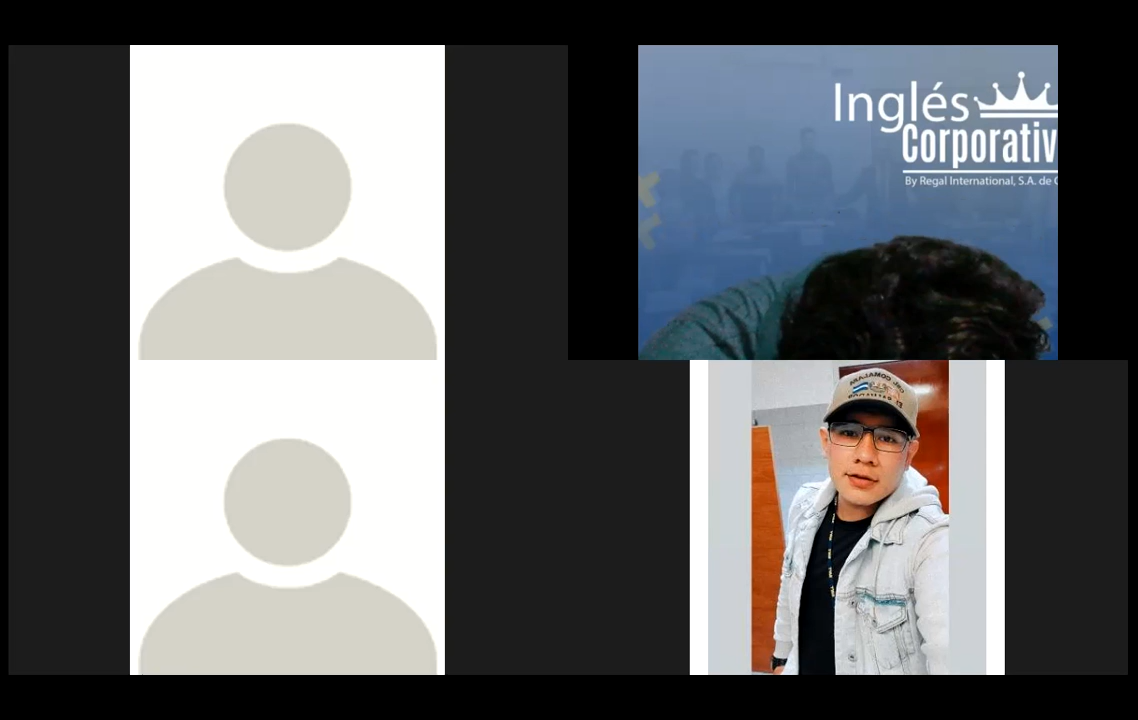 Inglés
Corporativ
By Regal International, S.A. de